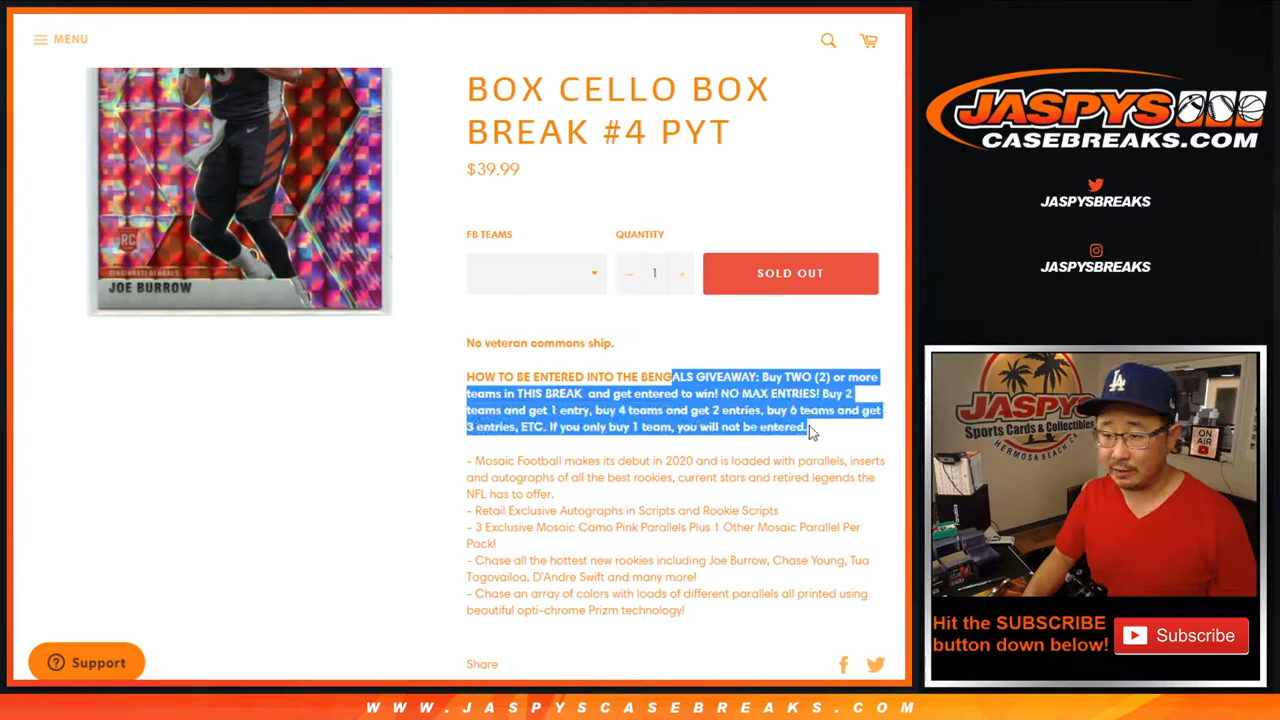 MENU
BOX CELLO BOX
BREAK #4 PYT
$39.99
FB TEAMS
QUANTITY
− 1 +
SOLD OUT
RC
CINCINNATI BENGALS
JOE BURROW
No veteran commons ship.
HOW TO BE ENTERED INTO THE BENGALS GIVEAWAY: Buy TWO (2) or more
teams in THIS BREAK and get entered to win! NO MAX ENTRIES! Buy 2
teams and get 1 entry, buy 4 teams and get 2 entries, buy 6 teams and get
3 entries, ETC. If you only buy 1 team, you will not be entered.
- Mosaic Football makes its debut in 2020 and is loaded with parallels, inserts
and autographs of all the best rookies, current stars and retired legends the
NFL has to offer.
- Retail Exclusive Autographs in Scripts and Rookie Scripts
- 3 Exclusive Mosaic Camo Pink Parallels Plus 1 Other Mosaic Parallel Per
Pack!
- Chase all the hottest new rookies including Joe Burrow, Chase Young, Tua
Tagovailoa, D'Andre Swift and many more!
- Chase an array of colors with loads of different parallels all printed using
beautiful opti-chrome Prizm technology!
Share
? Support
JASPYS
CASEBREAKS.COM
JASPYSBREAKS
JASPYSBREAKS
JASPYS
Sports Cards & Collectibles
HERMOSA BEACH, CA
LA
ON AIR
Hit the SUBSCRIBE
button down below!
Subscribe
WWW.JASPYSCASEBREAKS.COM